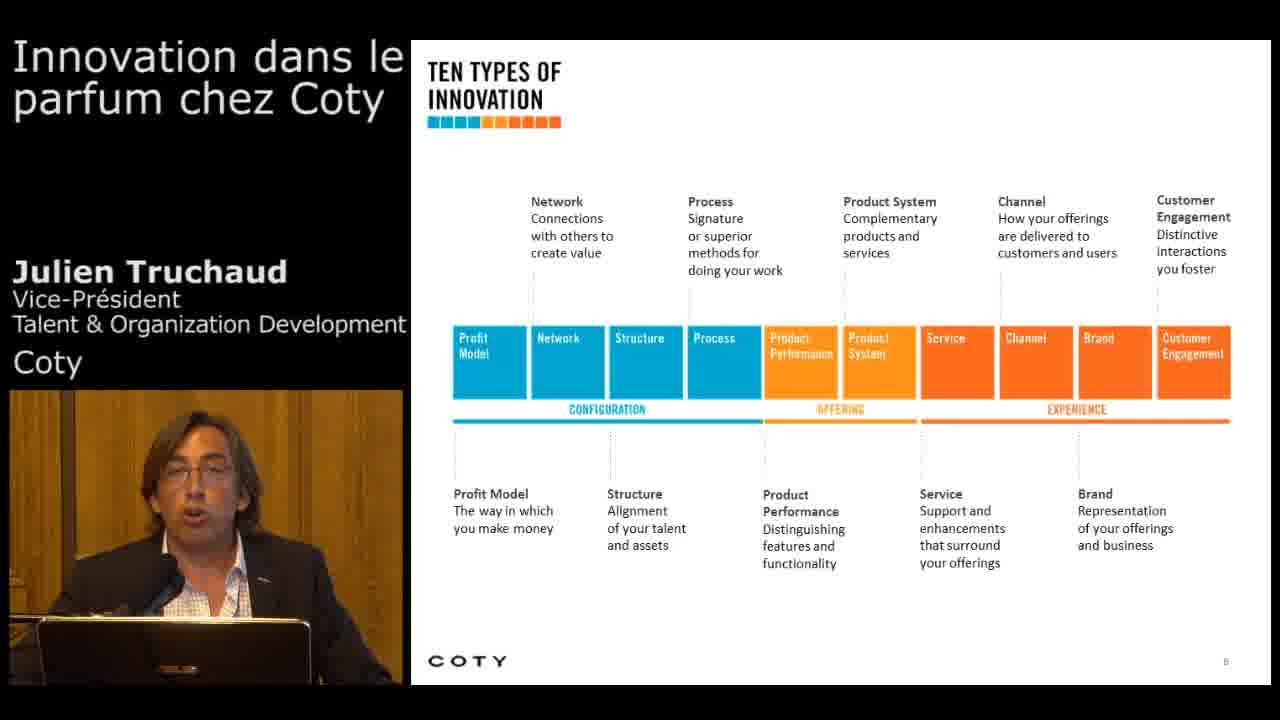 Innovation dans le
parfum chez Coty
Julien Truchaud
Vice-Président
Talent & Organization Development
Coty
TEN TYPES OF
INNOVATION
Network
Connections
with others to
create value
Process
Signature
or superior
methods for
doing your work
Product System
Complementary
products and
services
Channel
How your offerings
are delivered to
customers and users
Customer
Engagement
Distinctive
interactions
you foster
Profit
Model
Network
Structure
Process
Product
Performance
Product
System
Service
Channel
Brand
Customer
Engagement
CONFIGURATION
OFFERING
EXPERIENCE
Profit Model
The way in which
you make money
Structure
Alignment
of your talent
and assets
Product
Performance
Distinguishing
features and
functionality
Service
Support and
enhancements
that surround
your offerings
Brand
Representation
of your offerings
and business
COTY